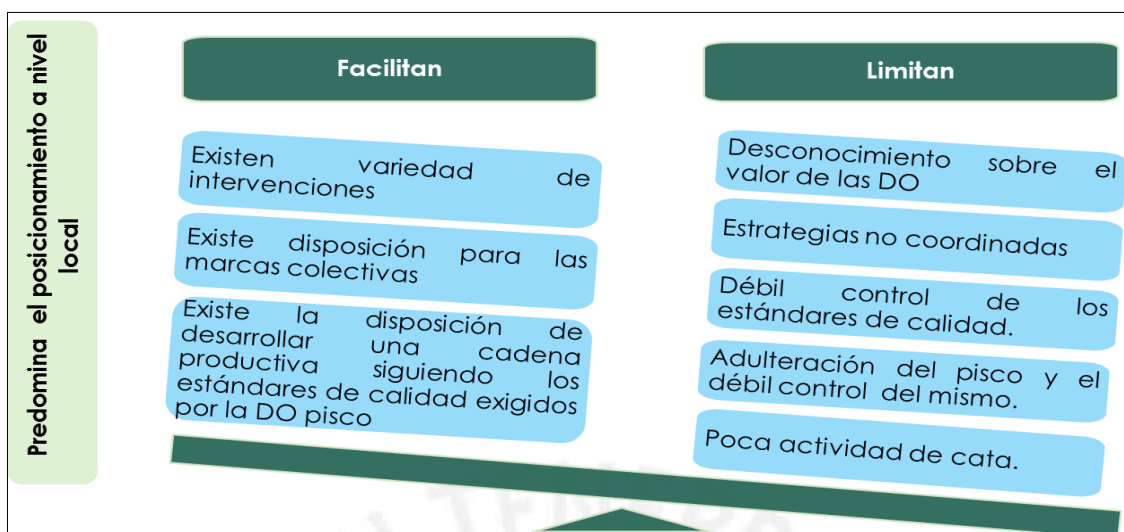 Predomina el posicionamiento a nivel
local
Facilitan
Existen variedad de
intervenciones
Existe disposición para las
marcas colectivas
Existe la disposición de
desarrollar una cadena
productiva siguiendo los
estándares de calidad exigidos
por la DO pisco
Limitan
Desconocimiento sobre el
valor de las DO
Estrategias no coordinadas
Débil control de los
estándares de calidad.
Adulteración del pisco y el
débil control del mismo.
Poca actividad de cata.